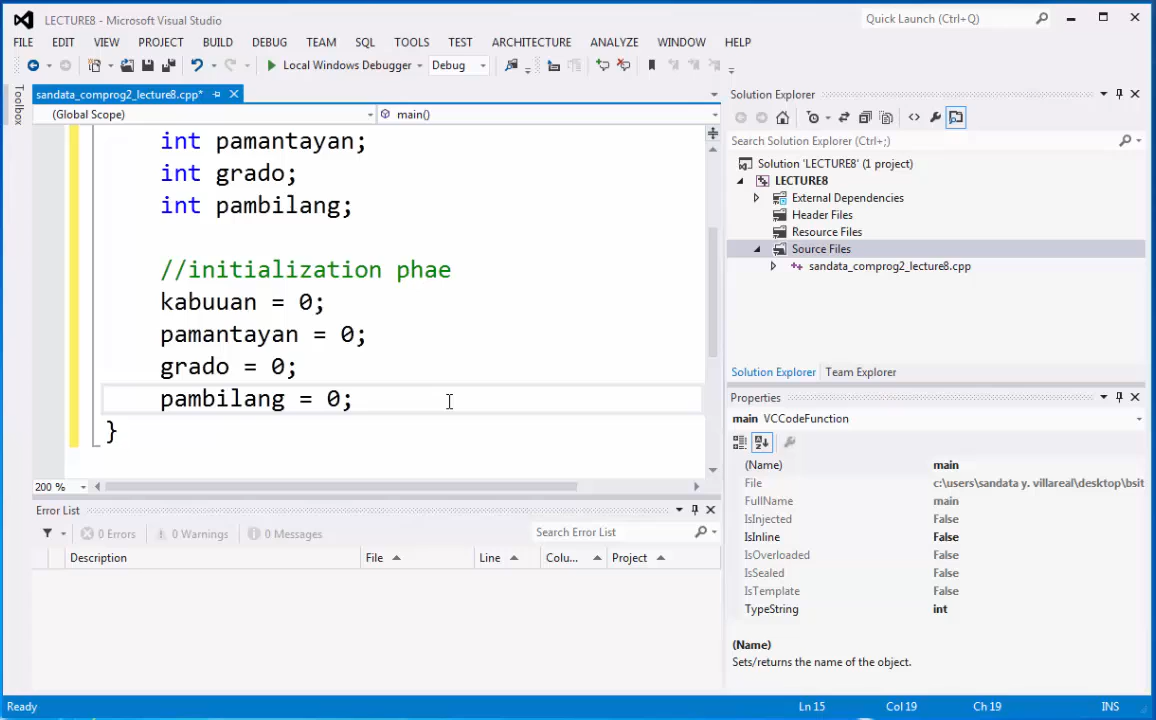 LECTURE8 - Microsoft Visual Studio
Quick Launch (Ctrl+Q)
FILE EDIT VIEW PROJECT BUILD DEBUG TEAM SQL TOOLS TEST ARCHITECTURE ANALYZE WINDOW HELP
Local Windows Debugger Debug
Toolbox
sandata_comprog2_lecture8.cpp*
(Global Scope) main()
int pamantayan;
int grado;
int pambilang;
//initialization phae
kabuuan = 0;
pamantayan = 0;
grado = 0;
pambilang = 0;
}
200 %
Error List
0 Errors 0 Warnings 0 Messages Search Error List
Description File Line Colu... Project
Solution Explorer
Search Solution Explorer (Ctrl+;)
Solution 'LECTURE8' (1 project)
LECTURE8
External Dependencies
Header Files
Resource Files
Source Files
sandata_comprog2_lecture8.cpp
Solution Explorer Team Explorer
Properties
main VCCodeFunction
(Name) main
File c:\users\sandata y. villareal\desktop\bsit
FullName main
IsInjected False
IsInline False
IsOverloaded False
IsSealed False
IsTemplate False
TypeString int
(Name)
Sets/returns the name of the object.
Ready Ln 15 Col 19 Ch 19 INS